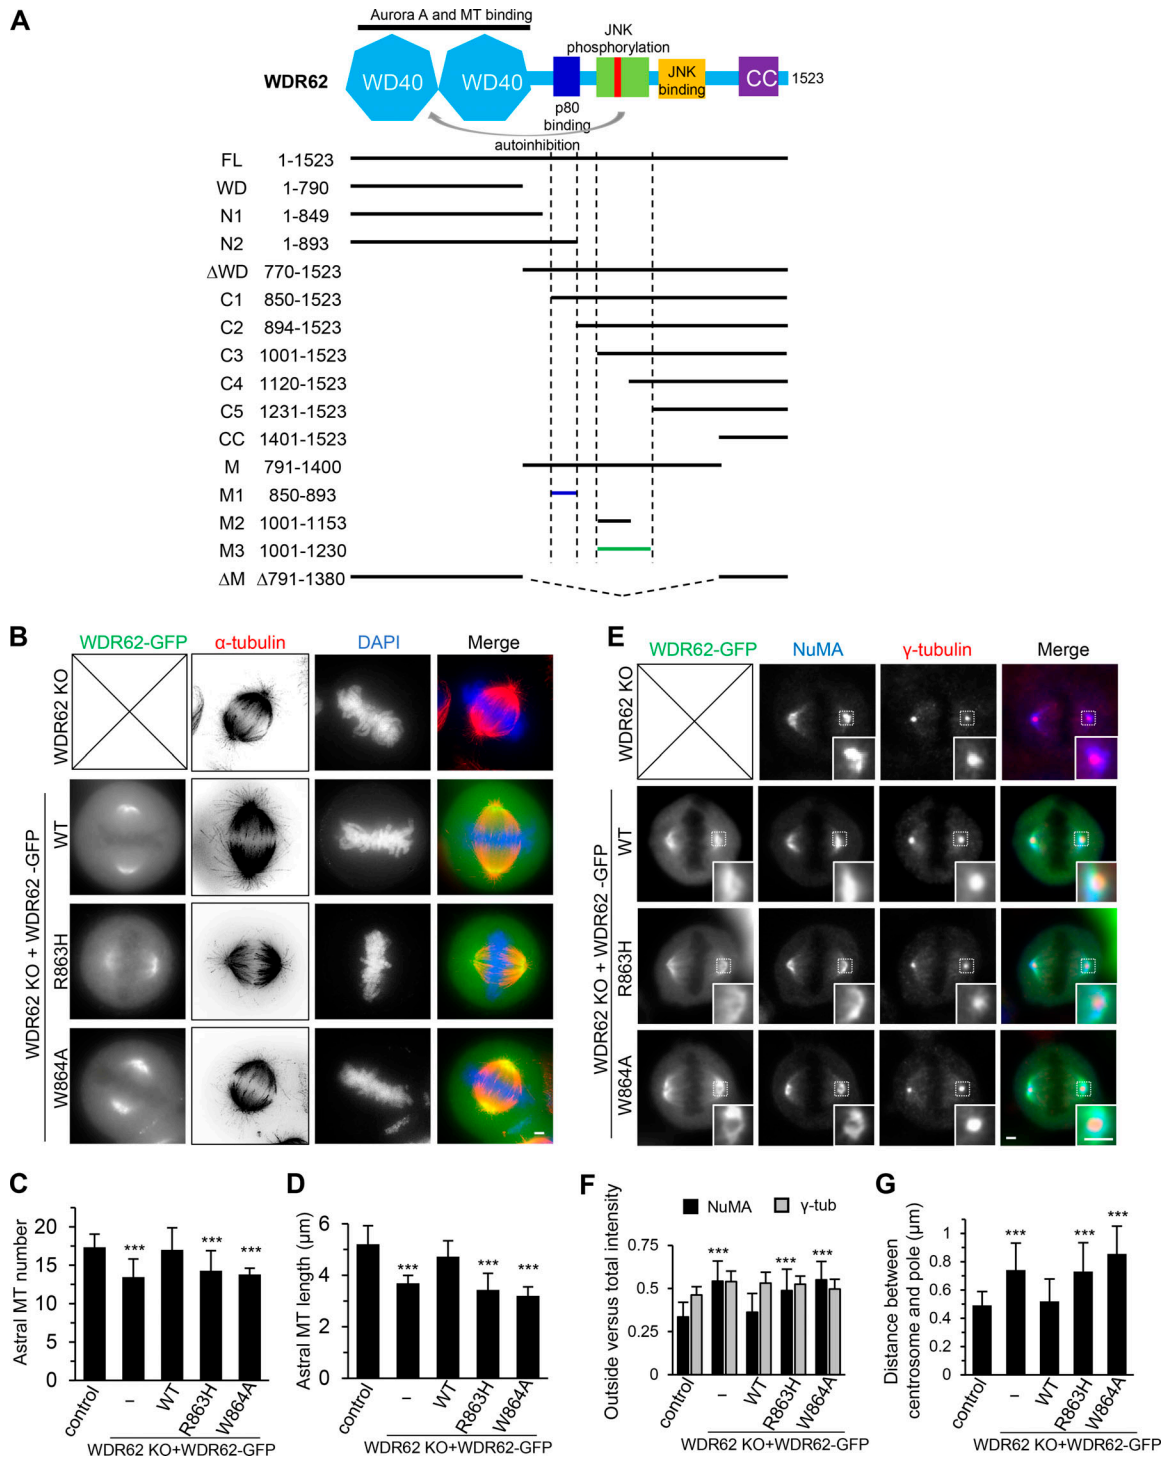 A
Aurora A and MT binding
JNK
phosphorylation
WDR62
WD40
WD40
JNK
binding
CC
1523
p80
binding
autoinhibition
FL 1-1523
WD 1-790
N1 1-849
N2 1-893
ΔWD 770-1523
C1 850-1523
C2 894-1523
C3 1001-1523
C4 1120-1523
C5 1231-1523
CC 1401-1523
M 791-1400
M1 850-893
M2 1001-1153
M3 1001-1230
ΔM Δ791-1380
B
WDR62-GFP α-tubulin DAPI Merge
WDR62 KO
WDR62 KO + WDR62 -GFP
WT
R863H
W864A
E
WDR62-GFP NuMA γ-tubulin Merge
WDR62 KO
WDR62 KO + WDR62 -GFP
WT
R863H
W864A
C
Astral MT number
20
15
10
5
0
***
***
***
control
–
WT
R863H
W864A
WDR62 KO+WDR62-GFP
D
Astral MT length (μm)
6
4
2
0
***
***
***
control
–
WT
R863H
W864A
WDR62 KO+WDR62-GFP
F
NuMA γ-tub
Outside versus total intensity
0.75
0.5
0.25
0
***
***
***
control
–
WT
R863H
W864A
WDR62 KO+WDR62-GFP
G
Distance between
centrosome and pole (μm)
1
0.8
0.6
0.4
0.2
0
***
***
***
control
–
WT
R863H
W864A
WDR62 KO+WDR62-GFP